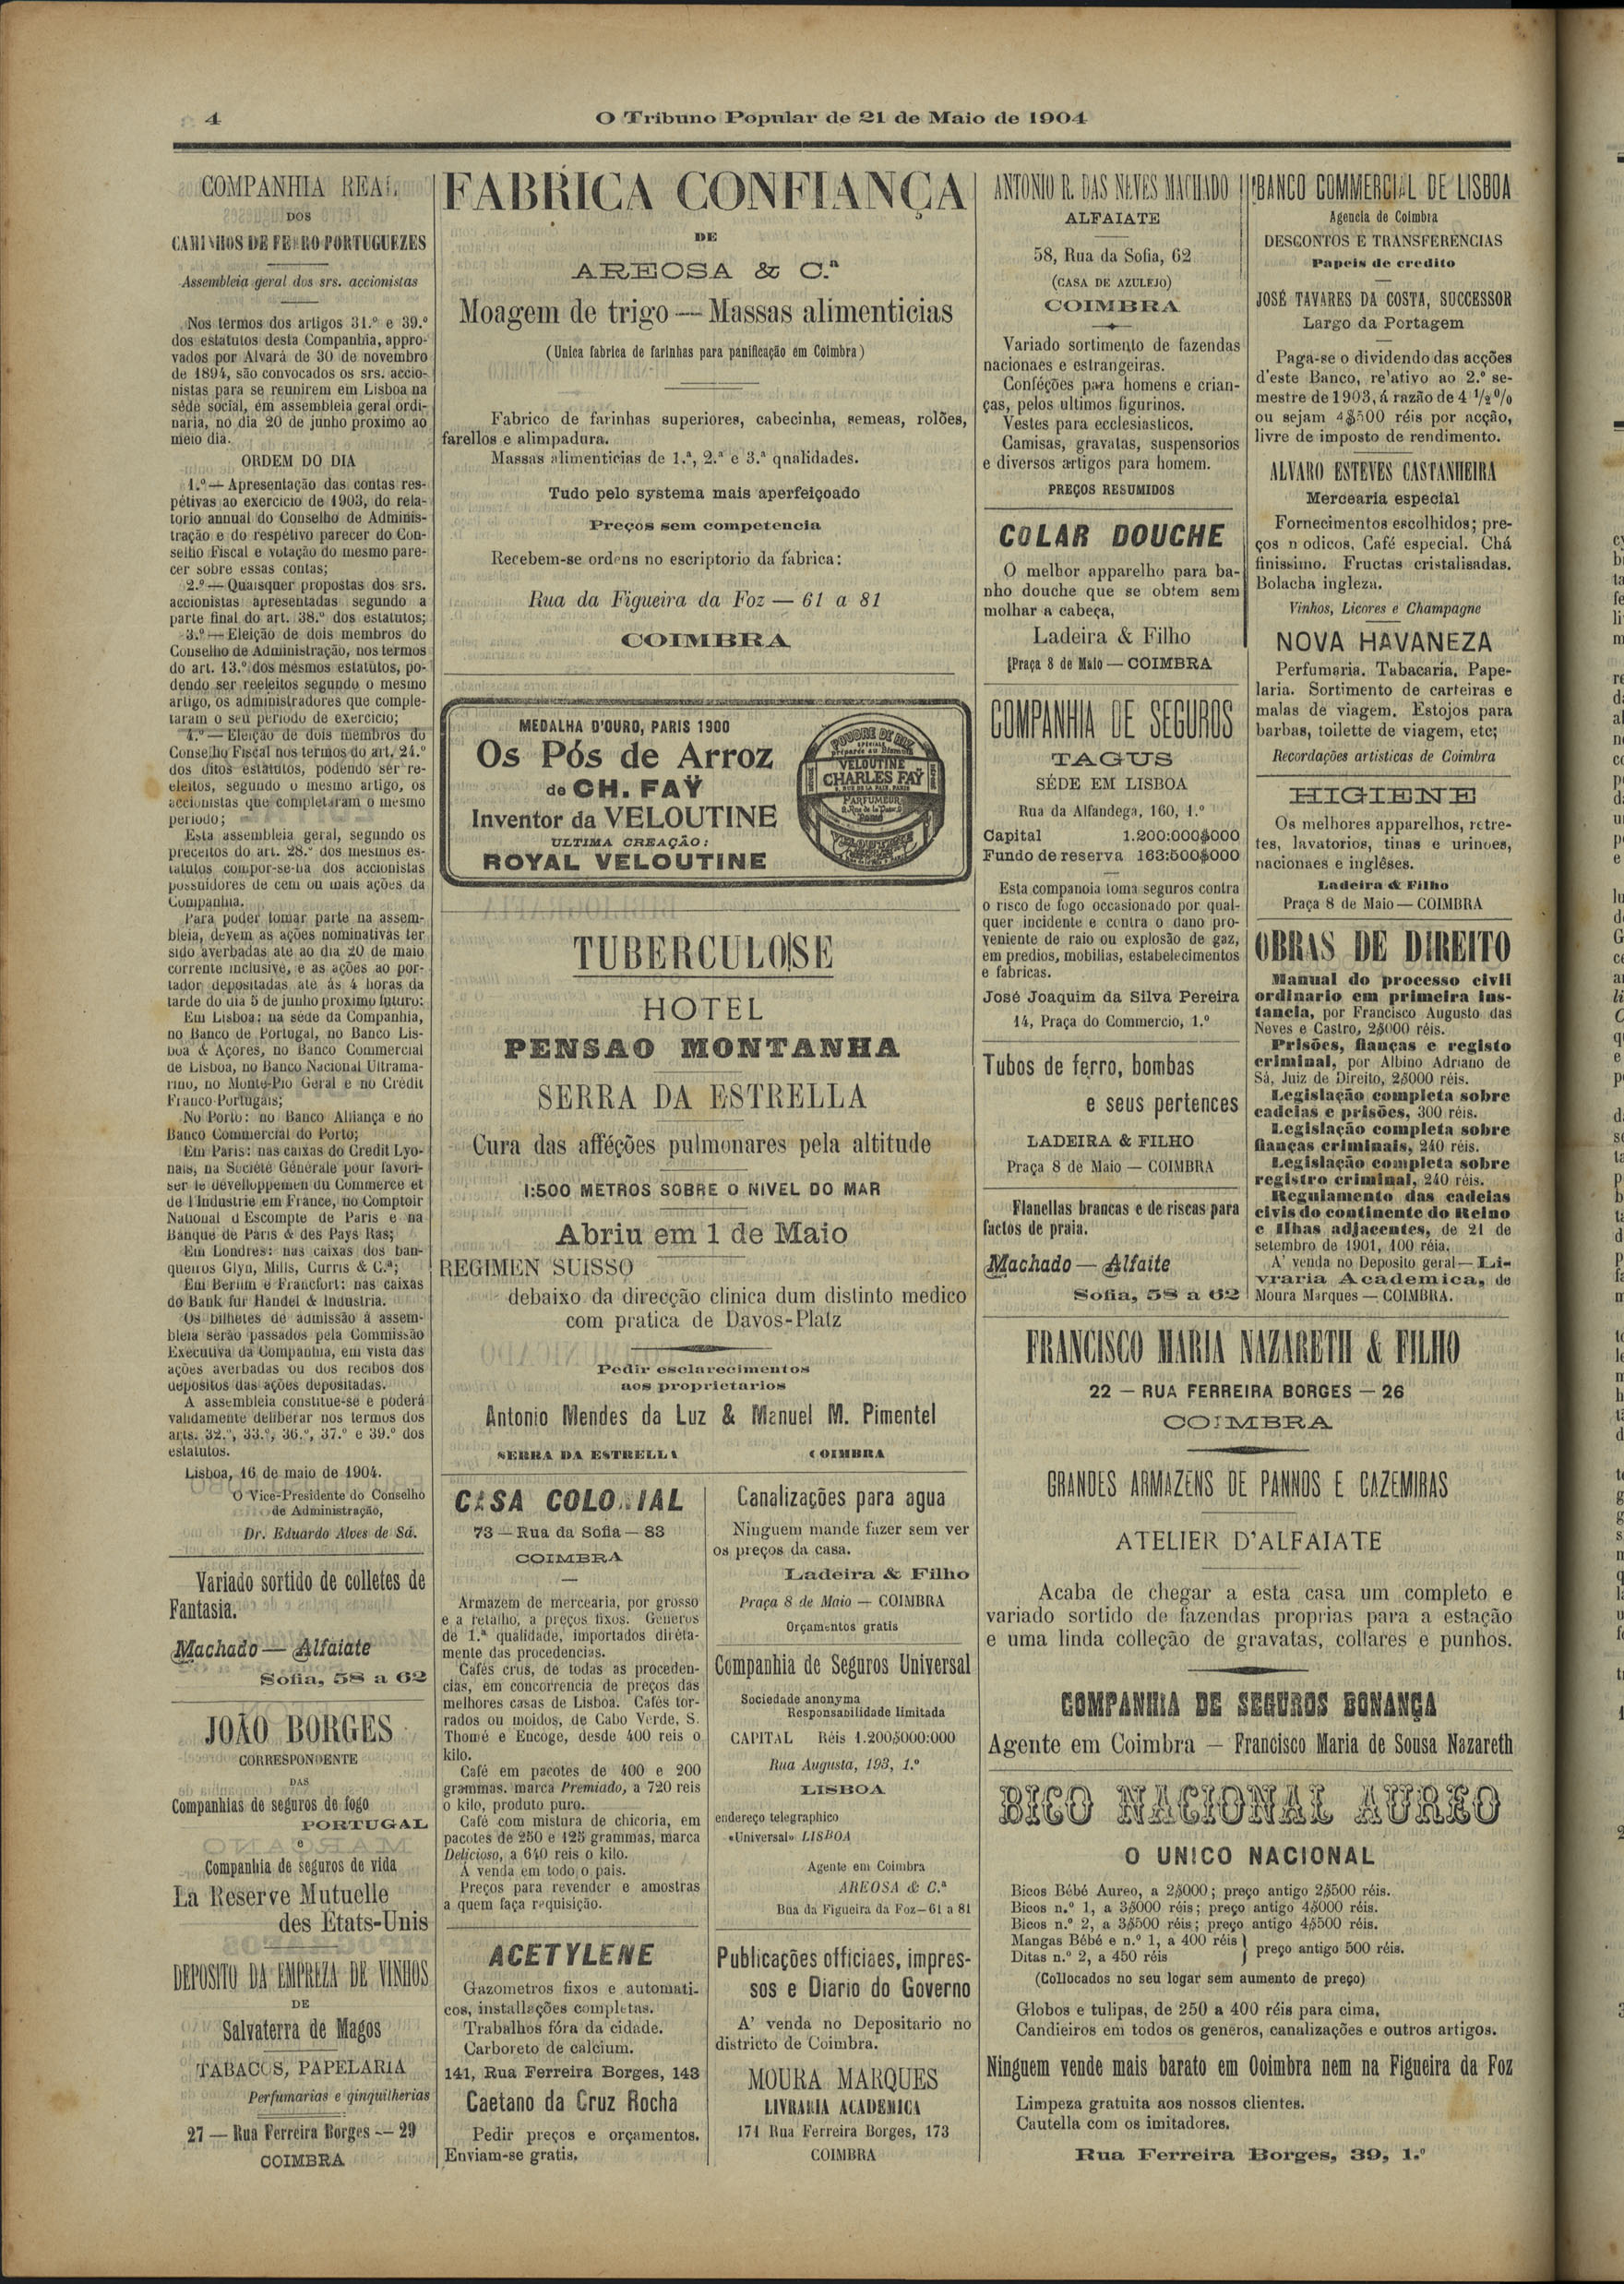 4
O Tribuno Popular de 21 de Maio de 1904
COMPANHIA REAL
DOS
CAMINHOS DE FERRO PORTUGUEZES
Assembleia geral dos srs. accionistas
Nos termos dos artigos 31.º e 39.º
dos estatutos desta Companhia, appro-
vados por Alvará de 30 de novembro
de 1894, são convocados os srs. accio-
nistas para se reunirem em Lisboa na
séde social, em assembleia geral ordi-
naria, no dia 20 de junho proximo ao
meio dia.
ORDEM DO DIA
1.º — Apresentação das contas res-
pétivas ao exercicio de 1903, do rela-
torio annual do Conselho de Adminis-
tração e do respétivo parecer do Con-
selho Fiscal e votação do mesmo pare-
cer sobre essas contas;
2.º — Quaisquer propostas dos srs.
accionistas apresentadas segundo a
parte final do art. 38.º dos estatutos;
3.º — Eleição de dois membros do
Conselho de Administração, nos termos
do art. 13.º dos mesmos estatutos, po-
dendo ser reeleitos segundo o mesmo
artigo, os administradores que comple-
taram o seu periodo de exercicio;
4.º — Eleição de dois membros do
Conselho Fiscal nos termos do art. 24.º
dos ditos estatutos, podendo ser re-
eleitos, segundo o mesmo artigo, os
accionistas que completaram o mesmo
periodo;
Esta assembleia geral, segundo os
preceitos do art. 28.º dos mesmos es-
tatutos compor-se-ha dos accionistas
possuidores de cem ou mais ações da
Companhia.
Para poder tomar parte na assem-
bleia, devem as ações nominativas ter
sido averbadas até ao dia 20 de maio
corrente inclusive, e as ações ao por-
tador depositadas até ás 4 horas da
tarde do dia 5 de junho proximo futuro:
Em Lisboa: na séde da Companhia,
no Banco de Portugal, no Banco Lis-
boa & Açores, no Banco Commercial
de Lisboa, no Banco Nacional Ultrama-
rino, no Monte-Pio Geral e no Crédit
Franco-Portugais;
No Porto: no Banco Alliança e no
Banco Commercial do Porto;
Em Paris: nas caixas do Credit Lyo-
nais, na Société Génerale pour favori-
ser le dévelloppemen du Commerce et
de l'Industrie em France, no Comptoir
National d'Escompte de Paris e na
Banque de Paris & des Pays Bas;
Em Londres: nas caixas dos ban-
queiros Glyn, Mills, Curris & C.ª;
Em Berlim e Francfort: nas caixas
do Bank fur Handel & Industria.
Os bilhetes de admissão á assem-
bleia serão passados pela Commissão
Executiva da Companhia, em vista das
ações averbadas ou dos recibos dos
depositos das ações depositadas.
A assembleia constitue-se e poderá
validamente deliberar nos termos dos
arts. 32.º, 33.º, 36.º, 37.º e 39.º dos
estatutos.
Lisboa, 16 de maio de 1904.
O Vice-Presidente do Conselho
de Administração,
Dr. Eduardo Alves de Sá.
Variado sortido de colletes de
Fantasia.
Machado — Alfaiate
Sofia, 58 a 62
JOÃO BORGES
CORRESPONDENTE
DAS
Companhias de seguros de fogo
PORTUGAL
e
Companhia de seguros de vida
La Reserve Mutuelle
des États-Unis
DEPOSITO DA EMPREZA DE VINHOS
DE
Salvaterra de Magos
TABACOS, PAPELARIA
Perfumarias e qinquilherias
27 — Rua Ferreira Borges — 29
COIMBRA
FABRICA CONFIANÇA
DE
AREOSA & C.ª
Moagem de trigo — Massas alimenticias
(Unica fabrica de farinhas para panificação em Coimbra)
Fabrico de farinhas superiores, cabecinha, semeas, rolões,
farellos e alimpadura.
Massas alimenticias de 1.ª, 2.ª e 3.ª qnalidades.
Tudo pelo systema mais aperfeiçoado
Preços sem competencia
Recebem-se ordens no escriptorio da fabrica:
Rua da Figueira da Foz — 61 a 81
COIMBRA
MEDALHA D'OURO, PARIS 1900
Os Pós de Arroz
de CH. FAŸ
Inventor da VELOUTINE
ULTIMA CREAÇÃO:
ROYAL VELOUTINE
POUDRE DE RIZ
SPÉCIALE
préparée au Bismuth
VELOUTINE
CHARLES FAŸ
9, RUE DE LA PAIX, PARIS
PARFUMEUR
TUBERCULOSE
HOTEL
PENSAO MONTANHA
SERRA DA ESTRELLA
Cura das afféções pulmonares pela altitude
1:500 METROS SOBRE O NIVEL DO MAR
Abriu em 1 de Maio
REGIMEN SUISSO
debaixo da direcção clinica dum distinto medico
com pratica de Davos-Platz
Pedir esclarecimentos
aos proprietarios
Antonio Mendes da Luz & Manuel M. Pimentel
SERRA DA ESTRELLA COIMBRA
CASA COLONIAL
73 — Rua da Sofia — 83
COIMBRA
Armazem de mercearia, por grosso
e a retalho, a preços fixos. Generos
de 1.ª qualidade, importados diréta-
mente das procedencias.
Cafés crus, de todas as proceden-
cias, em concorrencia de preços das
melhores casas de Lisboa. Cafés tor-
rados ou moidos, de Cabo Verde, S.
Thomé e Encoge, desde 400 reis o
kilo.
Café em pacotes de 400 e 200
grammas. marca Premiado, a 720 reis
o kilo, produto puro.
Café com mistura de chicoria, em
pacotes de 250 e 125 grammas, marca
Delicioso, a 640 reis o kilo.
Á venda em todo o pais.
Preços para revender e amostras
a quem faça requisição.
ACETYLENE
Gazometros fixos e automati-
cos, installações completas.
Trabalhos fóra da cidade.
Carboreto de calcium.
141, Rua Ferreira Borges, 143
Caetano da Cruz Rocha
Pedir preços e orçamentos.
Enviam-se gratis.
Canalizações para agua
Ninguem mande fazer sem ver
os preços da casa.
Ladeira & Filho
Praça 8 de Maio — COIMBRA
Orçamentos gratis
Companhia de Seguros Universal
Sociedade anonyma
Responsabilidade limitada
CAPITAL Réis 1.200$000:000
Rua Augusta, 193, 1.º
LISBOA
endereço telegraphico
«Universal» LISBOA
Agente em Coimbra
AREOSA & C.ª
Bua da Figueira da Foz—61 a 81
Publicações officiaes, impres-
sos e Diario do Governo
A' venda no Depositario no
districto de Coimbra.
MOURA MARQUES
LIVRARIA ACADEMICA
171 Rua Ferreira Borges, 173
COIMBRA
ANTONIO R. DAS NEVES MACHADO
ALFAIATE
58, Rua da Sofia, 62
(CASA DE AZULEJO)
COIMBRA
Variado sortimento de fazendas
nacionaes e estrangeiras.
Conféções para homens e crian-
ças, pelos ultimos figurinos.
Vestes para ecclesiasticos.
Camisas, gravatas, suspensorios
e diversos artigos para homem.
PREÇOS RESUMIDOS
COLAR DOUCHE
O melhor apparelho para ba-
nho douche que se obtem sem
molhar a cabeça,
Ladeira & Filho
Praça 8 de Maio — COIMBRA
COMPANHIA DE SEGUROS
TAGUS
SÉDE EM LISBOA
Rua da Alfandega, 160, 1.º
Capital 1.200:000$000
Fundo de reserva 163:500$000
Esta companoia toma seguros contra
o risco de fogo occasionado por qual-
quer incidente e contra o dano pro-
veniente de raio ou explosão de gaz,
em predios, mobilias, estabelecimentos
e fabricas.
José Joaquim da Silva Pereira
14, Praça do Commercio, 1.º
Tubos de ferro, bombas
e seus pertences
LADEIRA & FILHO
Praça 8 de Maio — COIMBRA
Flanellas brancas e de riscas para
factos de praia.
Machado — Alfaite
Sofia, 58 a 62
BANCO COMMERCIAL DE LISBOA
Agencia de Coimbra
DESCONTOS E TRANSFERENCIAS
Papeis de credito
JOSÉ TAVARES DA COSTA, SUCCESSOR
Largo da Portagem
Paga-se o dividendo das acções
d'este Banco, relativo ao 2.º se-
mestre de 1903, á razão de 4 1/2 %
ou sejam 4$500 réis por acção,
livre de imposto de rendimento.
ALVARO ESTEVES CASTANHEIRA
Mercearia especial
Fornecimentos escolhidos; pre-
ços modicos. Café especial. Chá
finissimo. Fructas cristalisadas.
Bolacha ingleza.
Vinhos, Licores e Champagne
NOVA HAVANEZA
Perfumaria. Tabacaria. Pape-
laria. Sortimento de carteiras e
malas de viagem. Estojos para
barbas, toilette de viagem, etc;
Recordações artisticas de Coimbra
HIGIENE
Os melhores apparelhos, retre-
tes, lavatorios, tinas e urinoes,
nacionaes e inglêses.
Ladeira & Filho
Praça 8 de Maio — COIMBRA
OBRAS DE DIREITO
Manual do processo civil
ordinario em primeira ins-
tancia, por Francisco Augusto das
Neves e Castro, 2$000 réis.
Prisões, fianças e registo
criminal, por Albino Adriano de
Sá, Juiz de Direito, 2$000 réis.
Legislação completa sobre
cadeias e prisões, 300 réis.
Legislação completa sobre
fianças criminais, 240 réis.
Legislação completa sobre
registro criminal, 240 réis.
Regulamento das cadeias
civis do continente do Reino
e Ilhas adjacentes, de 21 de
setembro de 1901, 100 réia.
A' venda no Deposito geral — Li-
vraria Academica, de
Moura Marques — COIMBRA.
FRANCISCO MARIA NAZARETH & FILHO
22 — RUA FERREIRA BORGES — 26
COIMBRA
GRANDES ARMAZENS DE PANNOS E CAZEMIRAS
ATELIER D'ALFAIATE
Acaba de chegar a esta casa um completo e
variado sortido de fazendas proprias para a estação
e uma linda colleção de gravatas, collares e punhos.
COMPANHIA DE SEGUROS BONANÇA
Agente em Coimbra — Francisco Maria de Sousa Nazareth
BICO NACIONAL AUREO
O UNICO NACIONAL
Bicos Bébé Aureo, a 2$000; preço antigo 2$500 réis.
Bicos n.º 1, a 3$000 réis; preço antigo 4$000 réis.
Bicos n.º 2, a 3$500 réis; preço antigo 4$500 réis.
Mangas Bébé e n.º 1, a 400 réis
Ditas n.º 2, a 450 réis } preço antigo 500 réis.
(Collocados no seu logar sem aumento de preço)
Globos e tulipas, de 250 a 400 réis para cima,
Candieiros em todos os generos, canalizações e outros artigos.
Ninguem vende mais barato em Ooimbra nem na Figueira da Foz
Limpeza gratuita aos nossos clientes.
Cautella com os imitadores.
Rua Ferreira Borges, 39, 1.º